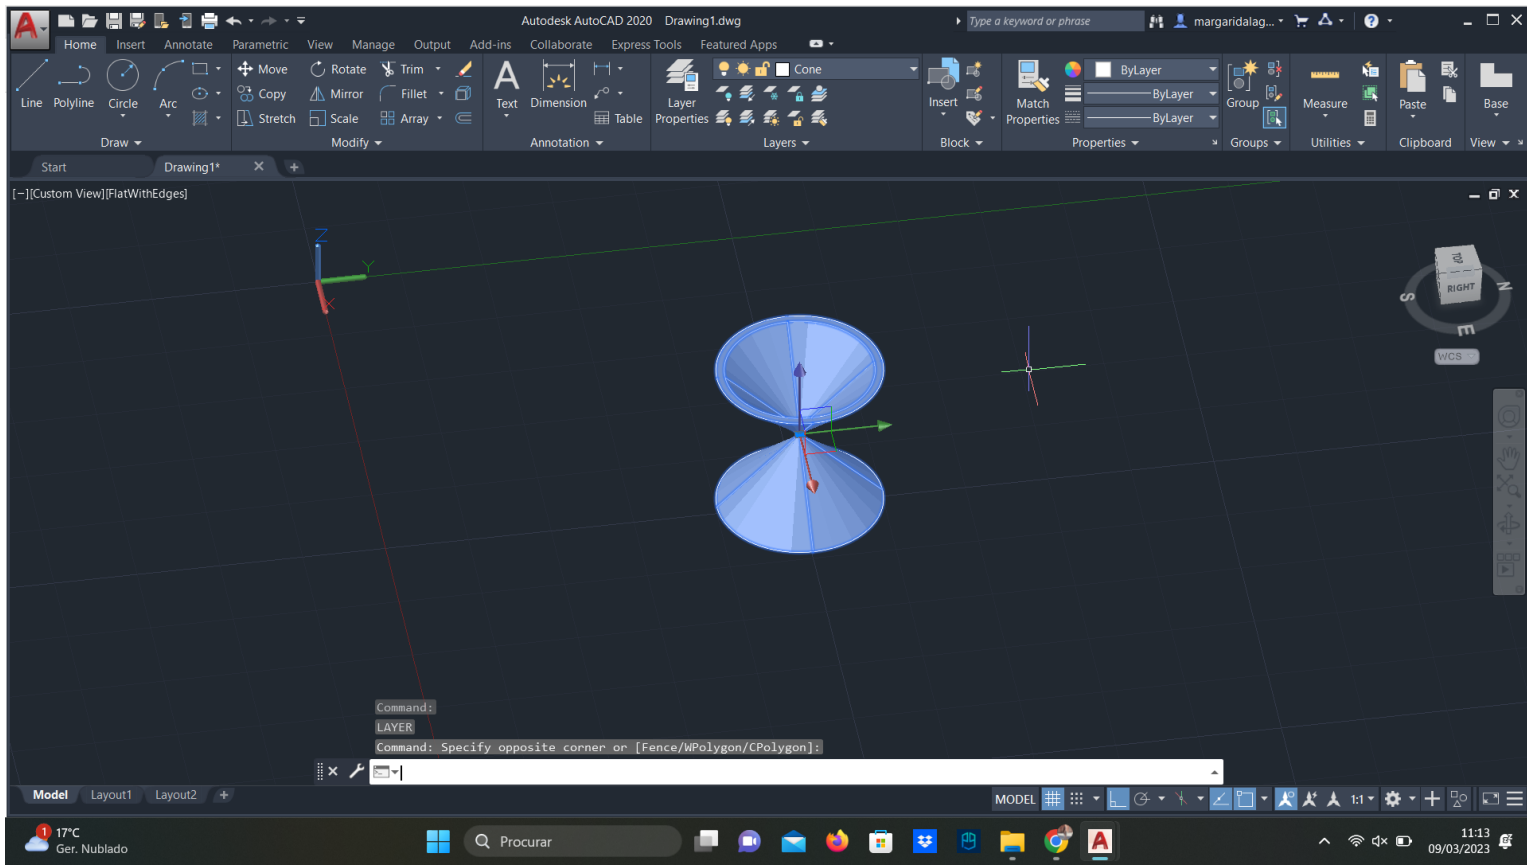 Autodesk AutoCAD 2020 Drawing1.dwg
Type a keyword or phrase
margaridalag...
Home Insert Annotate Parametric View Manage Output Add-ins Collaborate Express Tools Featured Apps
Line Polyline Circle Arc
Move Rotate Trim
Copy Mirror Fillet
Stretch Scale Array
Text Dimension Table
Layer
Properties
Cone
Insert
Match
Properties
ByLayer
ByLayer
ByLayer
Group Measure Paste Base
Draw Modify Annotation Layers Block Properties Groups Utilities Clipboard View
Start Drawing1*
[−][Custom View][FlatWithEdges]
Z
Y
X
TOP
RIGHT
S N
E
WCS
Command:
LAYER
Command: Specify opposite corner or [Fence/WPolygon/CPolygon]:
Model Layout1 Layout2
MODEL 1:1
1
17°C
Ger. Nublado
Procurar
11:13
09/03/2023